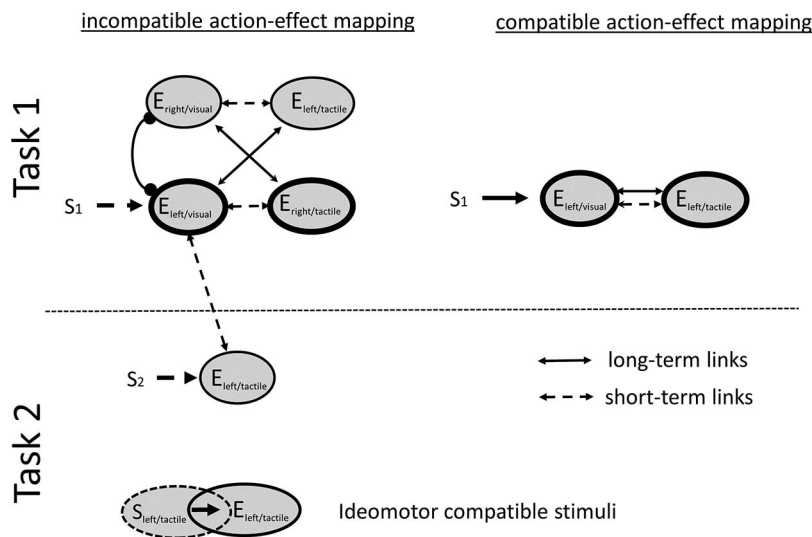 incompatible action-effect mapping
compatible action-effect mapping
Task 1
E right/visual
E left/tactile
S1
E left/visual
E right/tactile
S1
E left/visual
E left/tactile
Task 2
S2
E left/tactile
long-term links
short-term links
S left/tactile
E left/tactile
Ideomotor compatible stimuli